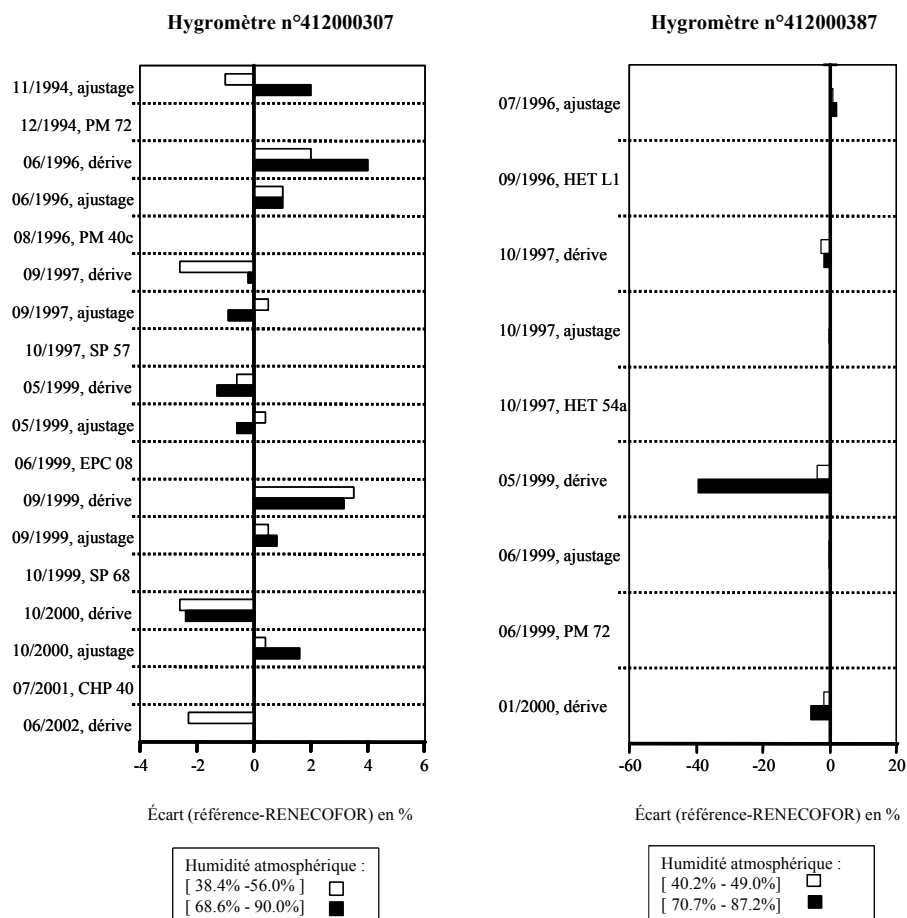 Hygromètre n°412000307
11/1994, ajustage
12/1994, PM 72
06/1996, dérive
06/1996, ajustage
08/1996, PM 40c
09/1997, dérive
09/1997, ajustage
10/1997, SP 57
05/1999, dérive
05/1999, ajustage
06/1999, EPC 08
09/1999, dérive
09/1999, ajustage
10/1999, SP 68
10/2000, dérive
10/2000, ajustage
07/2001, CHP 40
06/2002, dérive
-4 -2 0 2 4 6
Écart (référence-RENECOFOR) en %
Humidité atmosphérique :
[ 38.4% -56.0% ]
[ 68.6% - 90.0%]
Hygromètre n°412000387
07/1996, ajustage
09/1996, HET L1
10/1997, dérive
10/1997, ajustage
10/1997, HET 54a
05/1999, dérive
06/1999, ajustage
06/1999, PM 72
01/2000, dérive
-60 -40 -20 0 20
Écart (référence-RENECOFOR) en %
Humidité atmosphérique :
[ 40.2% - 49.0%]
[ 70.7% - 87.2%]